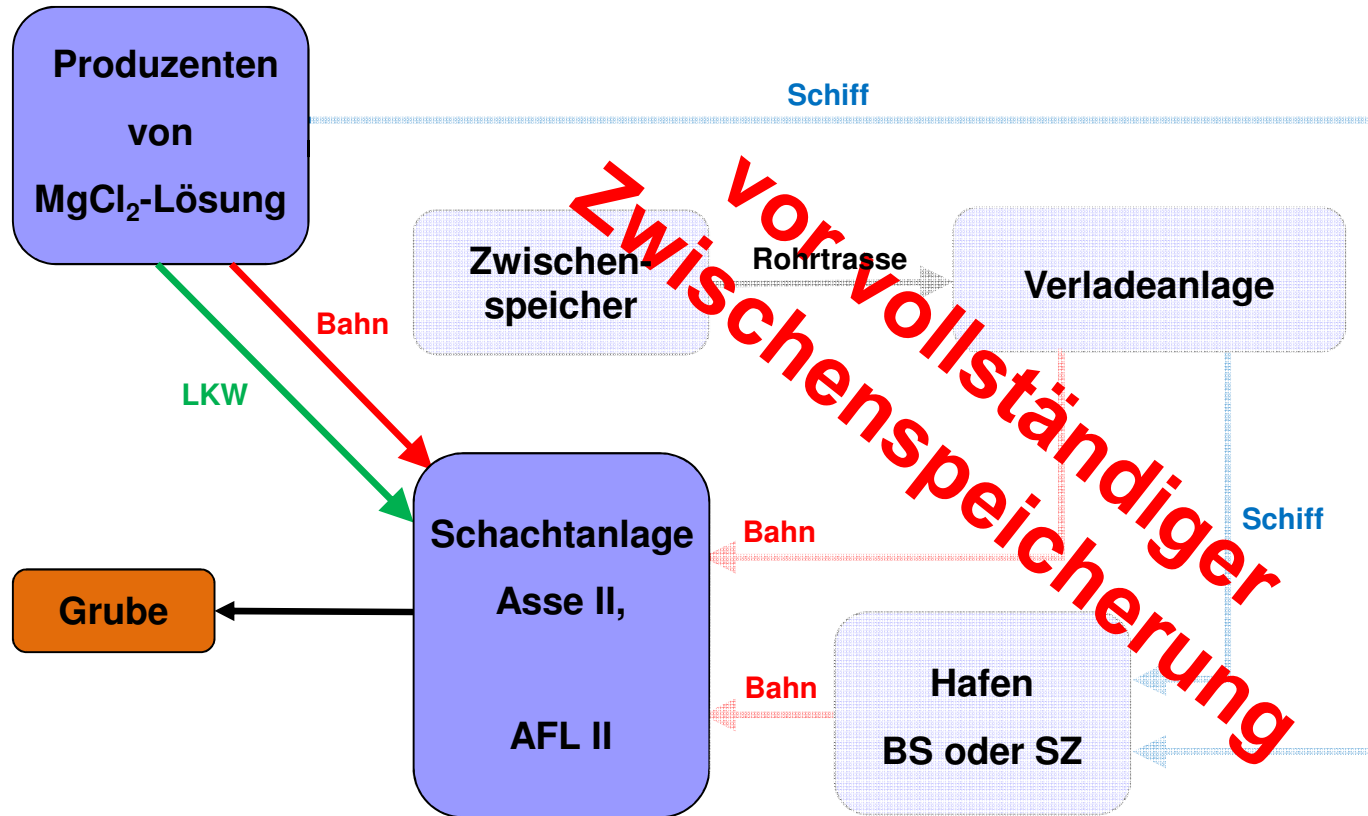 Produzenten
von
MgCl₂-Lösung
Schiff
Zwischen-
speicher
Rohrtrasse
Verladeanlage
vor vollständiger
Zwischenspeicherung
Bahn
LKW
Schachtanlage
Asse II,
AFL II
Bahn
Schiff
Grube
Bahn
Hafen
BS oder SZ